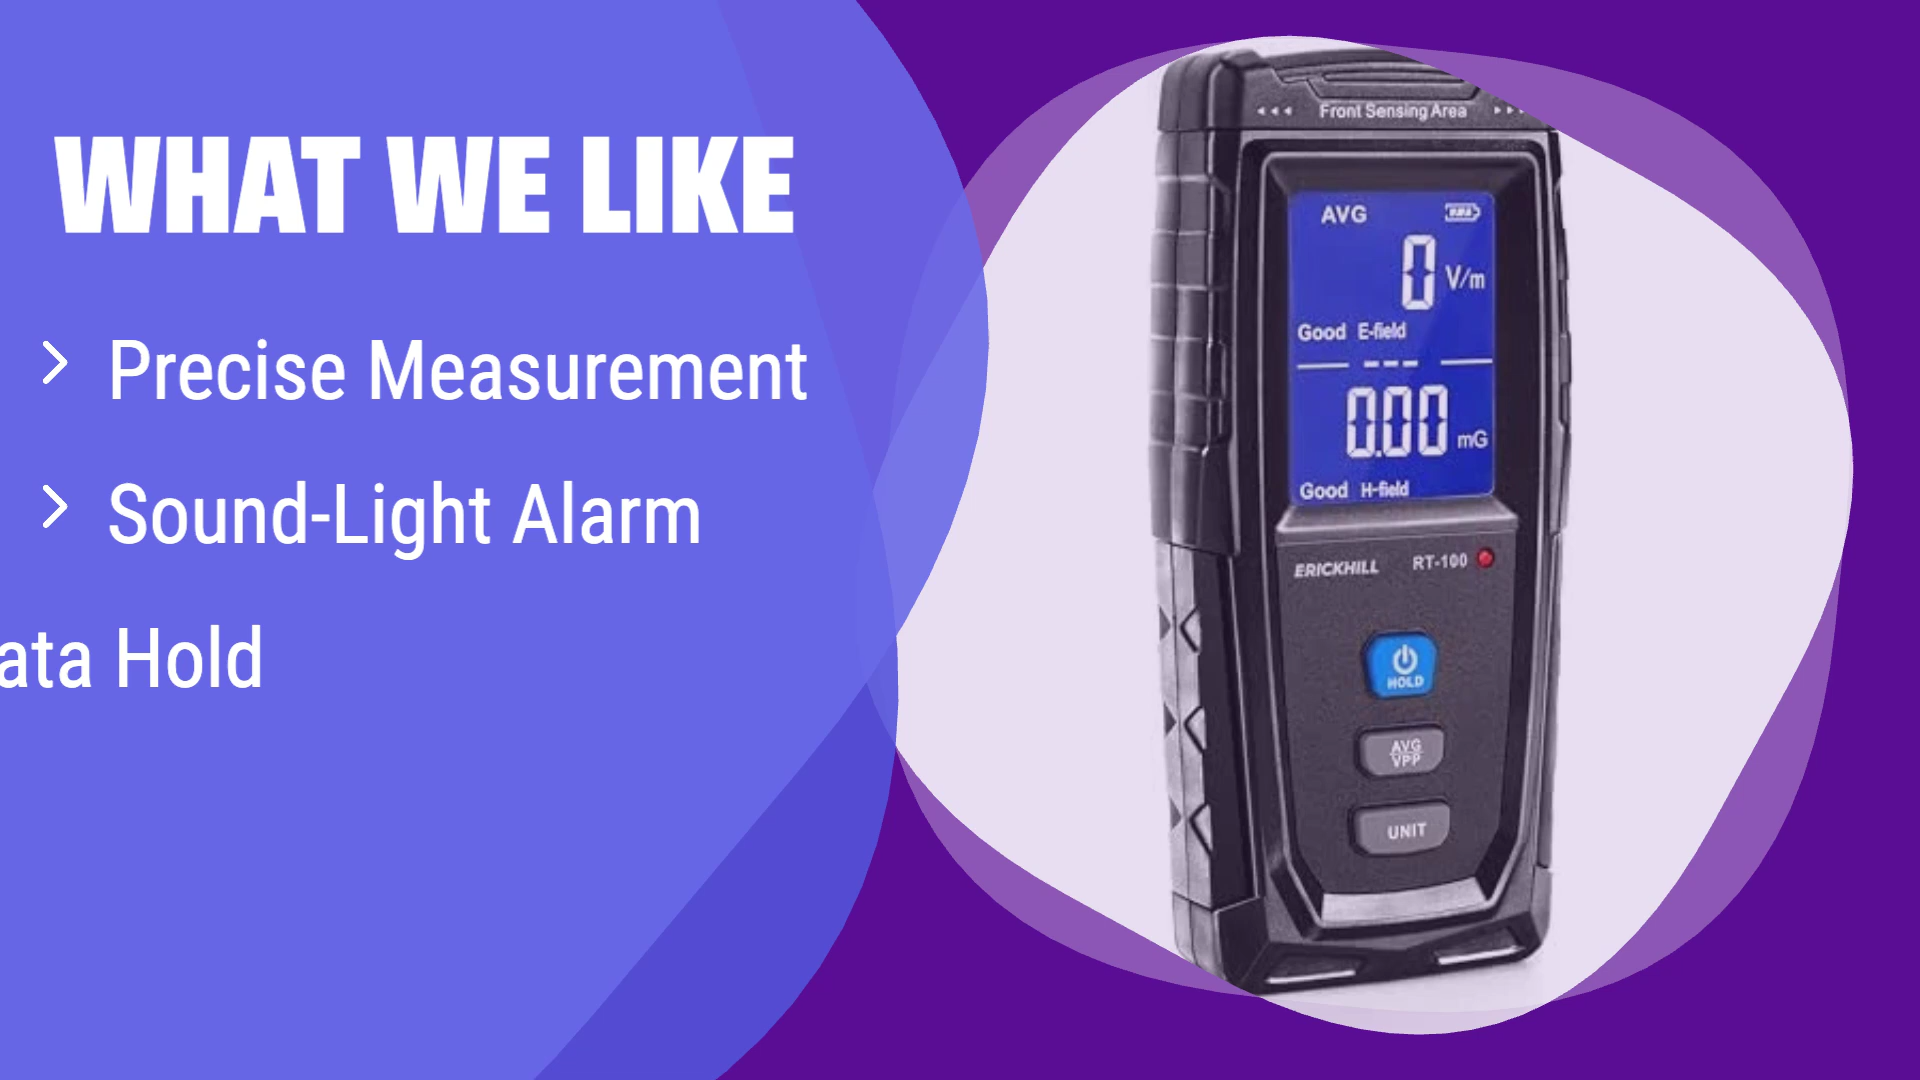 WHAT WE LIKE
Precise Measurement
Sound-Light Alarm
ata Hold
Front Sensing Area
AVG
0 V/m
Good E-field
0.00 mG
Good H-field
ERICKHILL RT-100
HOLD
AVG
VPP
UNIT